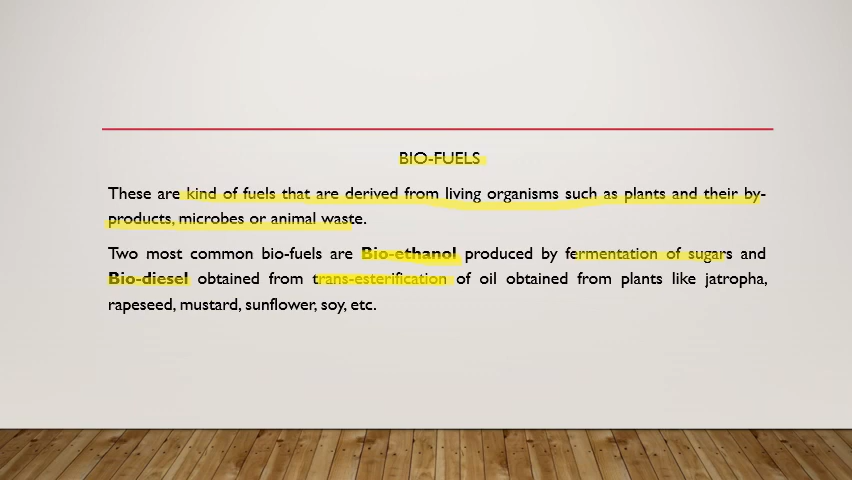 BIO-FUELS
These are kind of fuels that are derived from living organisms such as plants and their by-
products, microbes or animal waste.
Two most common bio-fuels are Bio-ethanol produced by fermentation of sugars and
Bio-diesel obtained from trans-esterification of oil obtained from plants like jatropha,
rapeseed, mustard, sunflower, soy, etc.